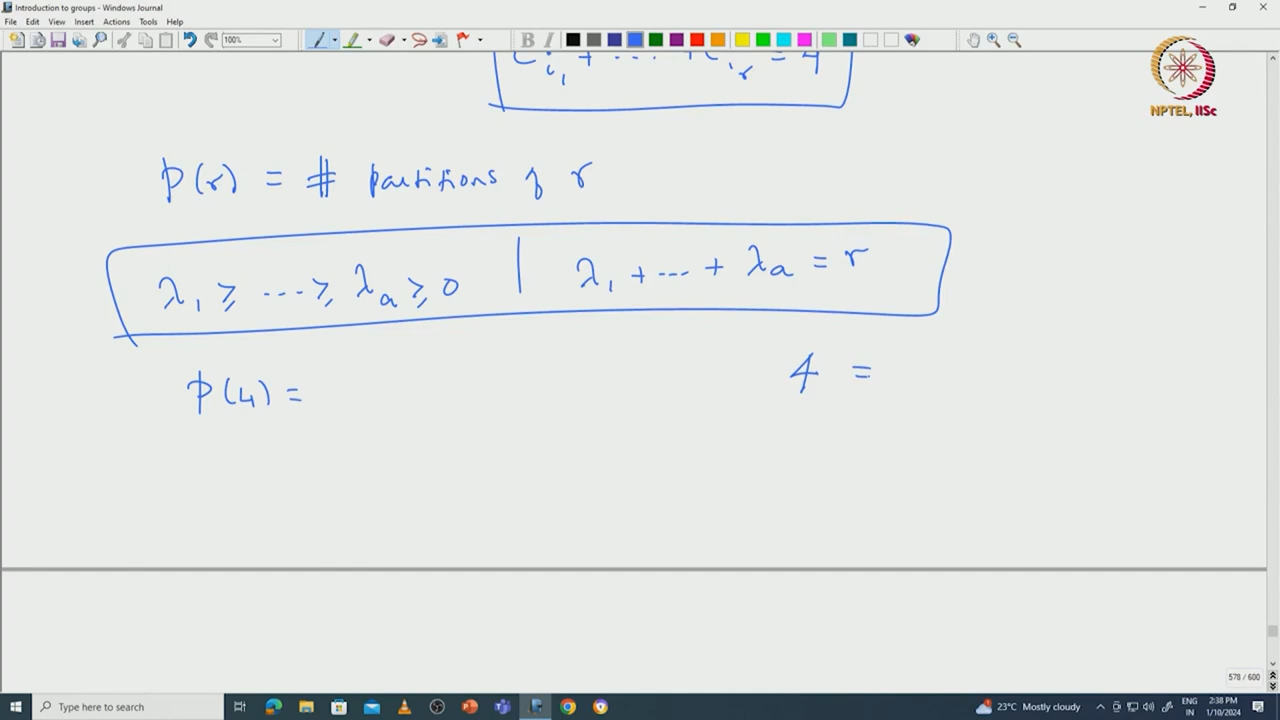 Introduction to groups - Windows Journal
File Edit View Insert Actions Tools Help
100%
B I
NPTEL, IISc
p(r) = # partitions of r
λ₁ ≥ ... ≥ λₐ ≥ 0 | λ₁ + ... + λₐ = r
p(4) =
4 =
578 / 600
Type here to search
23°C Mostly cloudy
ENG
IN
2:38 PM
1/10/2024